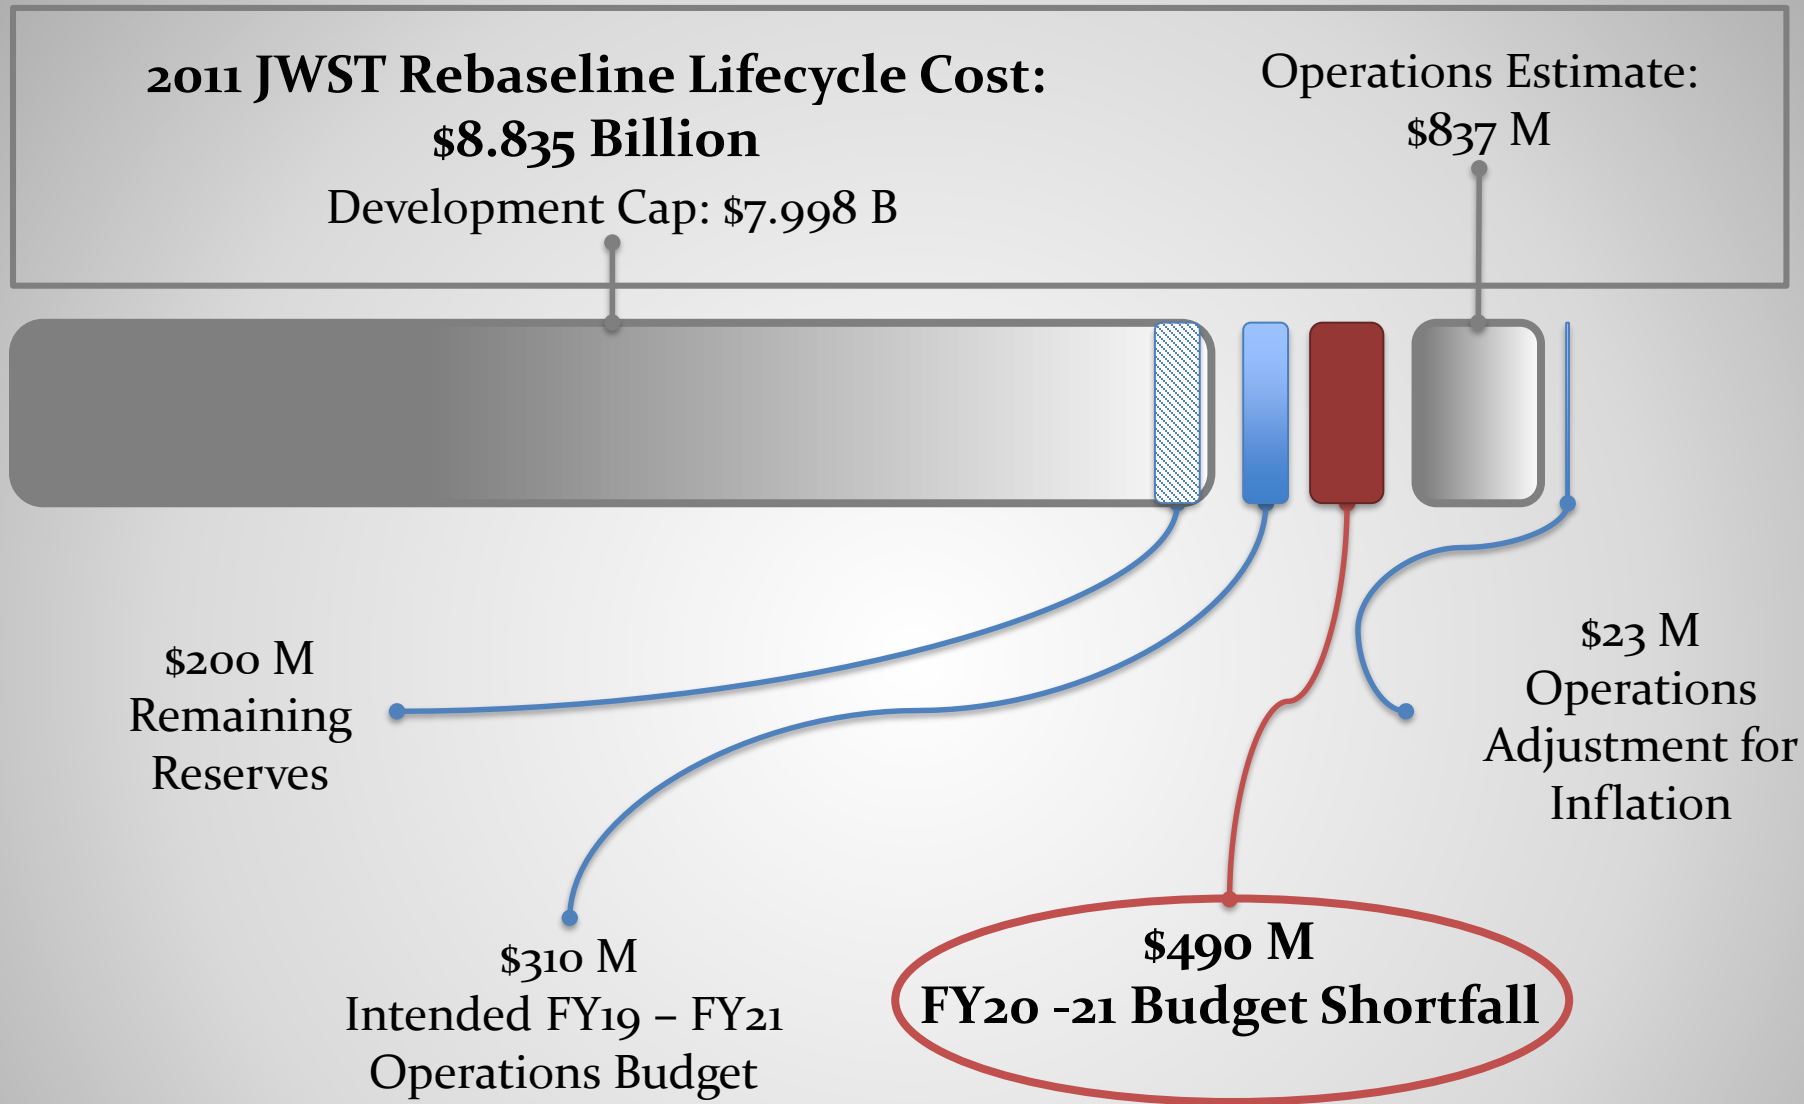 2011 JWST Rebaseline Lifecycle Cost:
$8.835 Billion
Development Cap: $7.998 B
Operations Estimate:
$837 M
$200 M
Remaining
Reserves
$310 M
Intended FY19 – FY21
Operations Budget
$490 M
FY20 -21 Budget Shortfall
$23 M
Operations
Adjustment for
Inflation